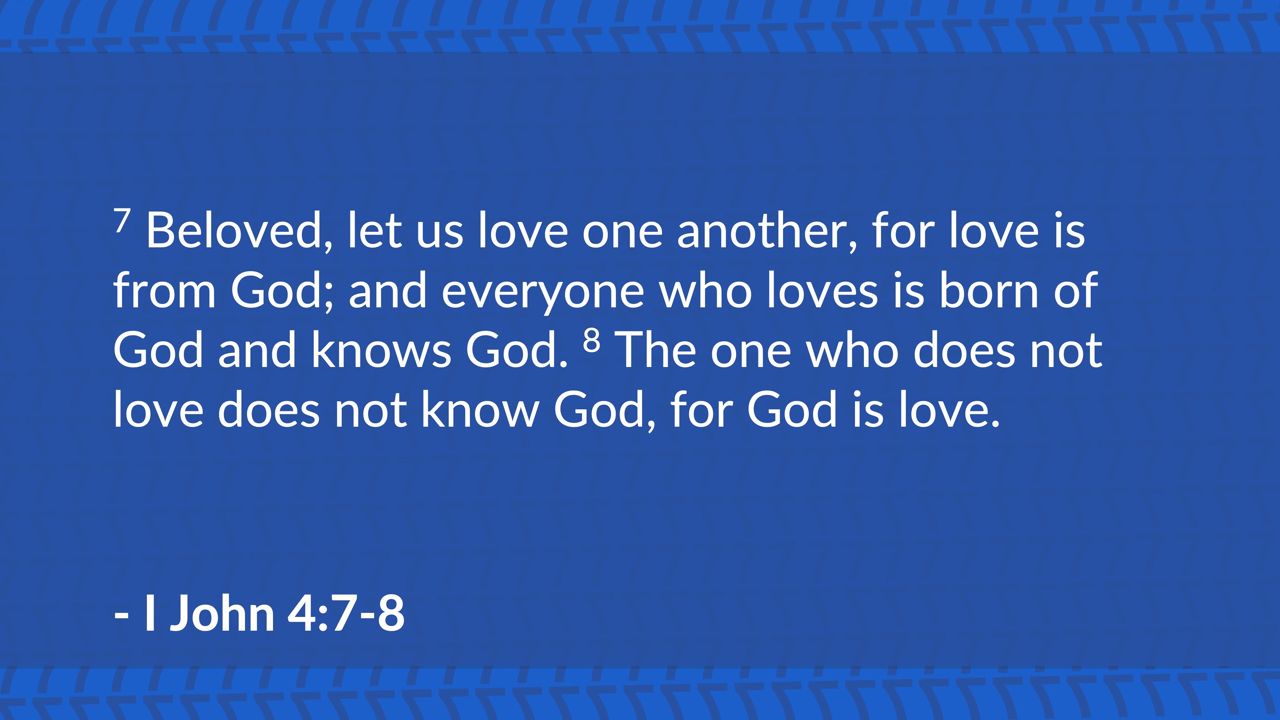 ⁷ Beloved, let us love one another, for love is
from God; and everyone who loves is born of
God and knows God. ⁸ The one who does not
love does not know God, for God is love.
- I John 4:7-8